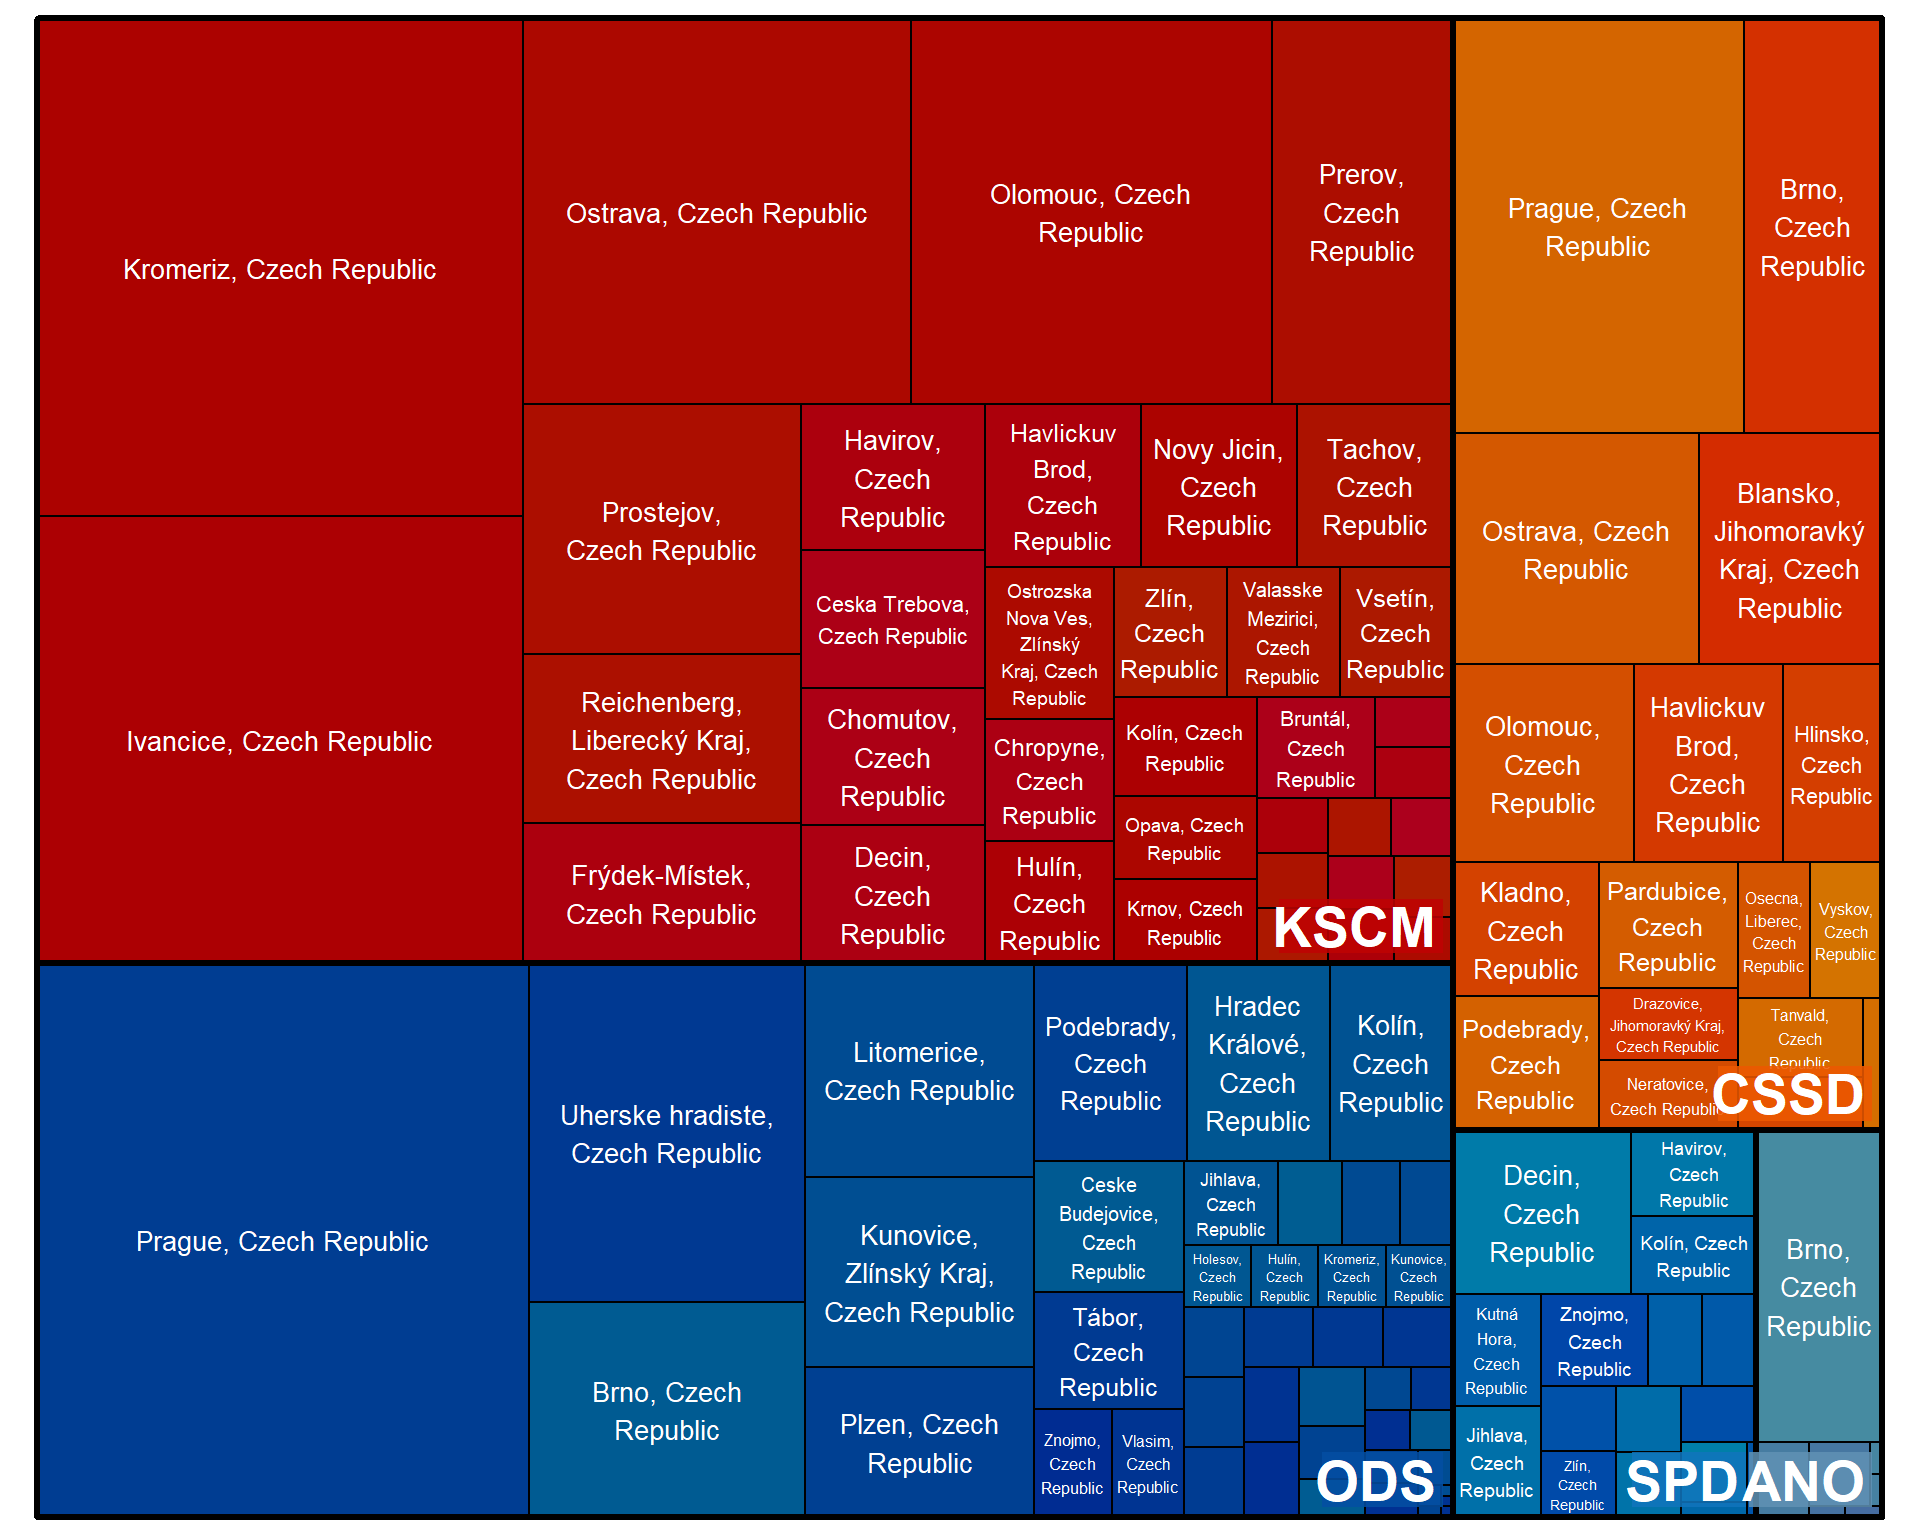 Kromeriz, Czech Republic
Ivancice, Czech Republic
Ostrava, Czech Republic
Olomouc, Czech
Republic
Prerov,
Czech
Republic
Prostejov,
Czech Republic
Reichenberg,
Liberecký Kraj,
Czech Republic
Frýdek-Místek,
Czech Republic
Havirov,
Czech
Republic
Ceska Trebova,
Czech Republic
Chomutov,
Czech
Republic
Decin,
Czech
Republic
Havlickuv
Brod,
Czech
Republic
Novy Jicin,
Czech
Republic
Tachov,
Czech
Republic
Ostrozska
Nova Ves,
Zlínský
Kraj, Czech
Republic
Chropyne,
Czech
Republic
Hulín,
Czech
Republic
Zlín,
Czech
Republic
Valasske
Mezirici,
Czech
Republic
Vsetín,
Czech
Republic
Kolín, Czech
Republic
Opava, Czech
Republic
Krnov, Czech
Republic
Bruntál,
Czech
Republic
KSCM
Prague, Czech Republic
Uherske hradiste,
Czech Republic
Brno, Czech
Republic
Litomerice,
Czech Republic
Kunovice,
Zlínský Kraj,
Czech Republic
Plzen, Czech
Republic
Podebrady,
Czech
Republic
Hradec
Králové,
Czech
Republic
Kolín,
Czech
Republic
Ceske
Budejovice,
Czech
Republic
Tábor,
Czech
Republic
Znojmo,
Czech
Republic
Vlasim,
Czech
Republic
Jihlava,
Czech
Republic
Holesov,
Czech
Republic
Hulín,
Czech
Republic
Kromeriz,
Czech
Republic
Kunovice,
Czech
Republic
ODS
Prague, Czech
Republic
Brno,
Czech
Republic
Ostrava, Czech
Republic
Blansko,
Jihomoravký
Kraj, Czech
Republic
Olomouc,
Czech
Republic
Havlickuv
Brod,
Czech
Republic
Hlinsko,
Czech
Republic
Kladno,
Czech
Republic
Podebrady,
Czech
Republic
Pardubice,
Czech
Republic
Drazovice,
Jihomoravký Kraj,
Czech Republic
Neratovice,
Czech Republic
Osecna,
Liberec,
Czech
Republic
Vyskov,
Czech
Republic
Tanvald,
Czech
Republic
CSSD
Decin,
Czech
Republic
Havirov,
Czech
Republic
Kolín, Czech
Republic
Kutná
Hora,
Czech
Republic
Jihlava,
Czech
Republic
Znojmo,
Czech
Republic
Zlín,
Czech
Republic
SPD
Brno,
Czech
Republic
ANO